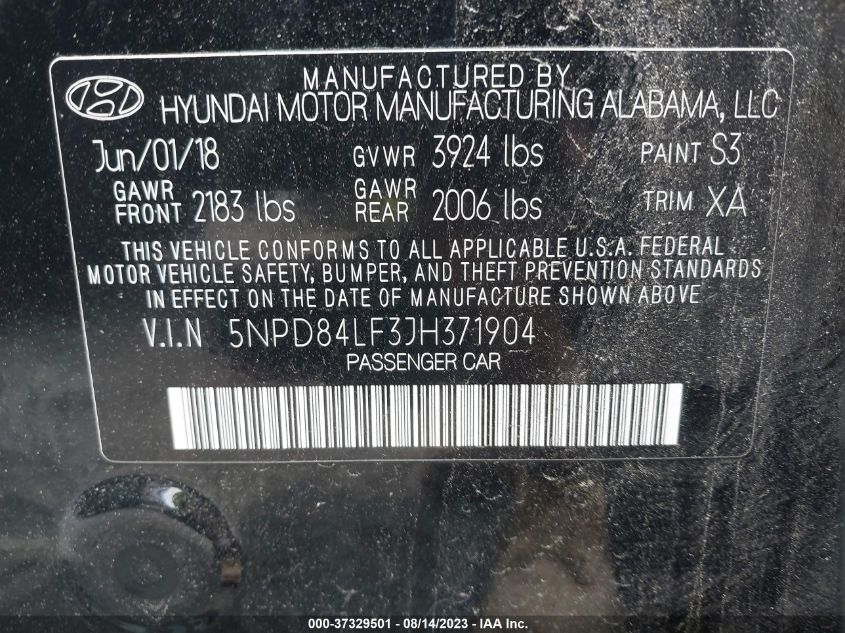 MANUFACTURED BY
HYUNDAI MOTOR MANUFACTURING ALABAMA, LLC
Jun/01/18 GVWR 3924 lbs PAINT S3
GAWR FRONT 2183 lbs GAWR REAR 2006 lbs TRIM XA
THIS VEHICLE CONFORMS TO ALL APPLICABLE U.S.A. FEDERAL
MOTOR VEHICLE SAFETY, BUMPER, AND THEFT PREVENTION STANDARDS
IN EFFECT ON THE DATE OF MANUFACTURE SHOWN ABOVE
V.I.N 5NPD84LF3JH371904
PASSENGER CAR
000-37329501 - 08/14/2023 - IAA Inc.